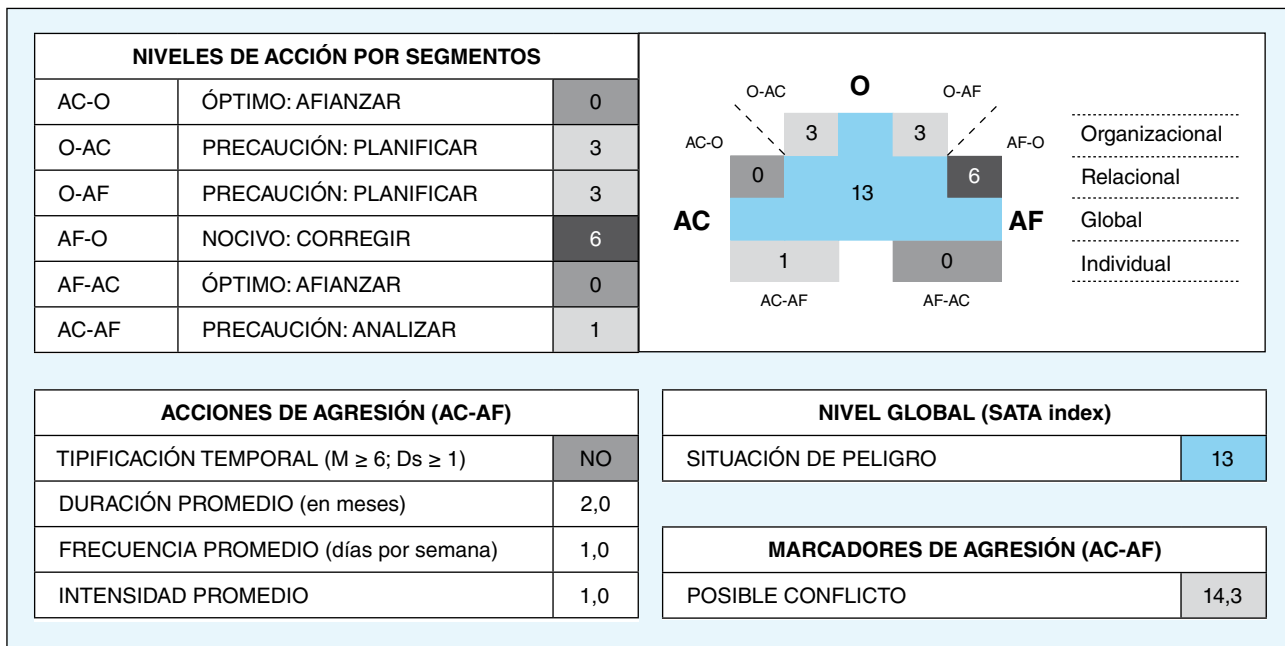 NIVELES DE ACCIÓN POR SEGMENTOS
AC-O ÓPTIMO: AFIANZAR 0
O-AC PRECAUCIÓN: PLANIFICAR 3
O-AF PRECAUCIÓN: PLANIFICAR 3
AF-O NOCIVO: CORREGIR 6
AF-AC ÓPTIMO: AFIANZAR 0
AC-AF PRECAUCIÓN: ANALIZAR 1
O-AC O O-AF
3 3 Organizacional
AC-O AF-O
0 6 Relacional
13
AC AF Global
1 0 Individual
AC-AF AF-AC
ACCIONES DE AGRESIÓN (AC-AF)
TIPIFICACIÓN TEMPORAL (M ≥ 6; Ds ≥ 1) NO
DURACIÓN PROMEDIO (en meses) 2,0
FRECUENCIA PROMEDIO (días por semana) 1,0
INTENSIDAD PROMEDIO 1,0
NIVEL GLOBAL (SATA index)
SITUACIÓN DE PELIGRO 13
MARCADORES DE AGRESIÓN (AC-AF)
POSIBLE CONFLICTO 14,3